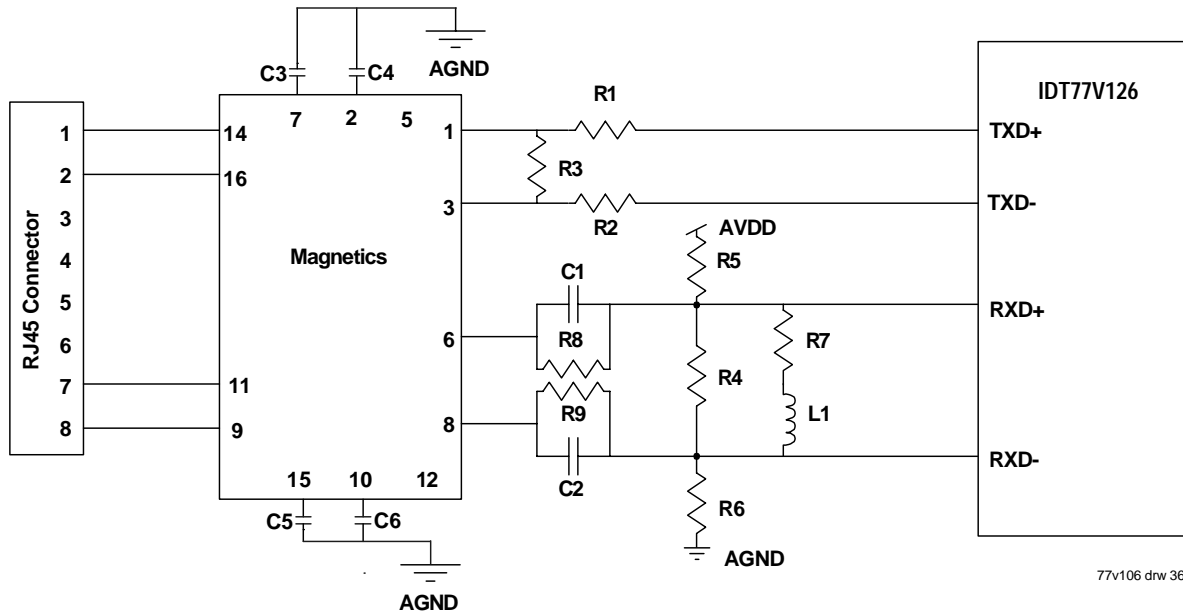 C3
C4
AGND
RJ45 Connector
1
2
3
4
5
6
7
8
7
2
5
14
16
11
9
Magnetics
1
3
6
8
15
10
12
C5
C6
AGND
R1
R3
R2
AVDD
R5
C1
R8
R9
C2
R4
R7
L1
R6
AGND
IDT77V126
TXD+
TXD-
RXD+
RXD-
77v106 drw 36